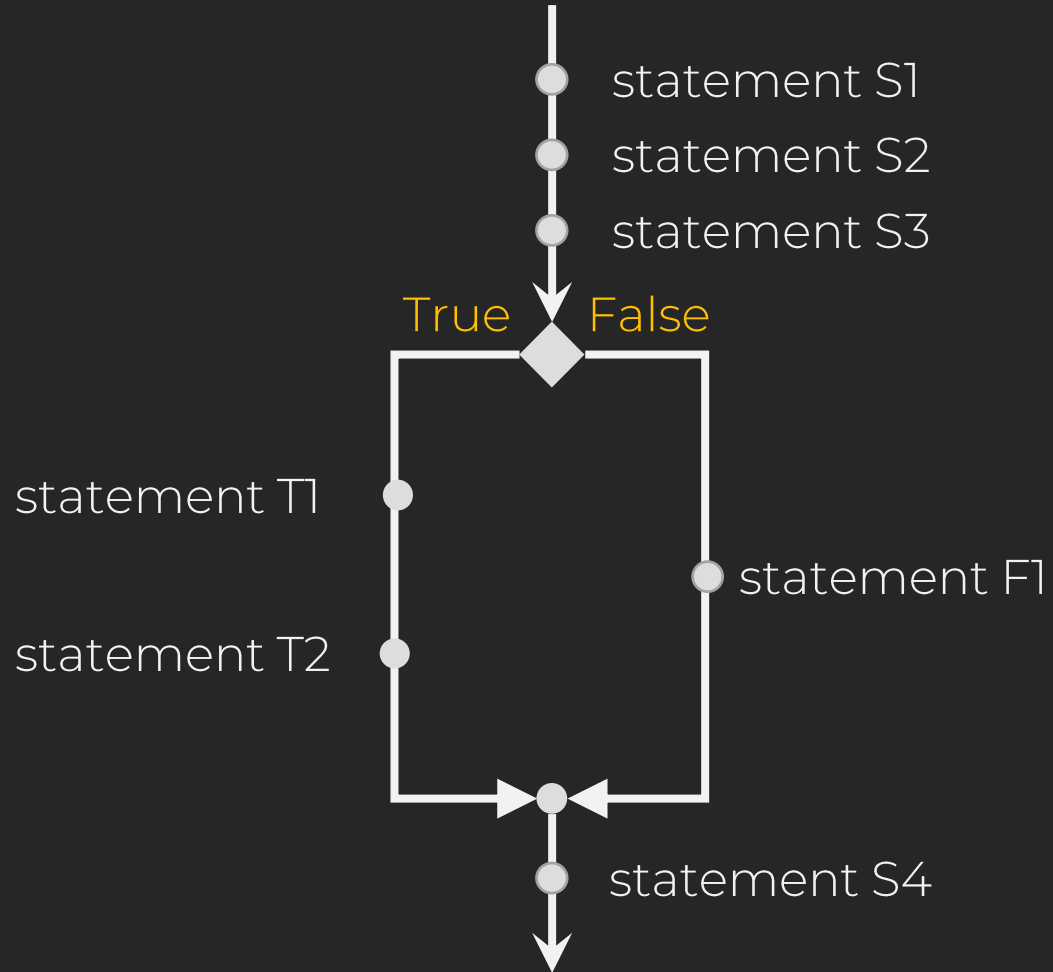 statement S1
statement S2
statement S3
True False
statement T1
statement F1
statement T2
statement S4